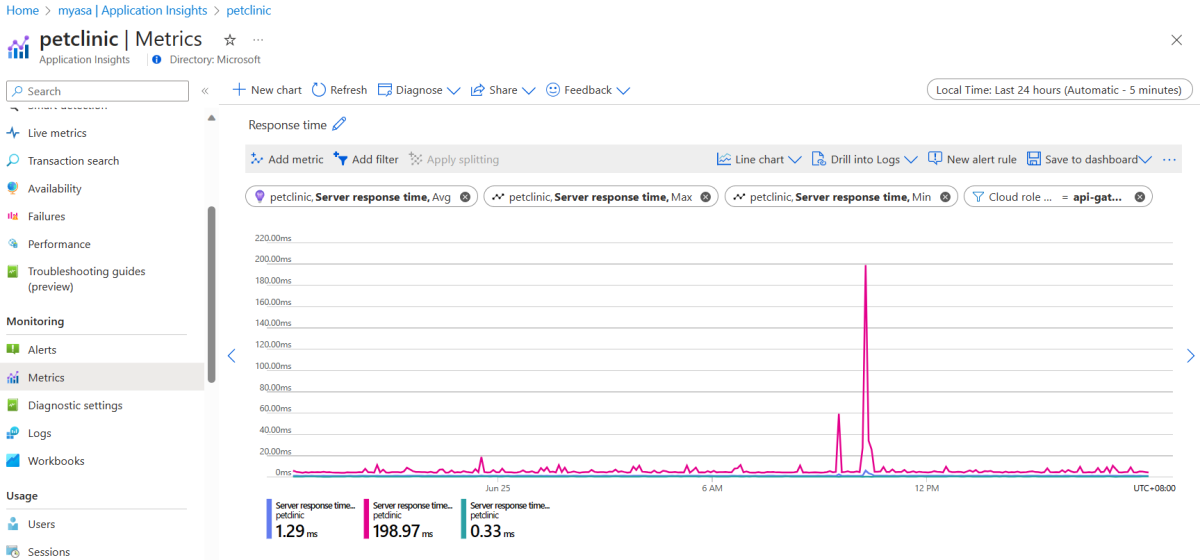 Home > myasa | Application Insights > petclinic
petclinic | Metrics
Application Insights
Directory: Microsoft
Search
Smart detection
Live metrics
Transaction search
Availability
Failures
Performance
Troubleshooting guides
(preview)
Monitoring
Alerts
Metrics
Diagnostic settings
Logs
Workbooks
Usage
Users
Sessions
New chart Refresh Diagnose Share Feedback
Local Time: Last 24 hours (Automatic - 5 minutes)
Response time
Add metric Add filter Apply splitting Line chart Drill into Logs New alert rule Save to dashboard ...
petclinic, Server response time, Avg
petclinic, Server response time, Max
petclinic, Server response time, Min
Cloud role ... = api-gat...
220.00ms
200.00ms
180.00ms
160.00ms
140.00ms
120.00ms
100.00ms
80.00ms
60.00ms
40.00ms
20.00ms
0ms
Jun 25 6 AM 12 PM UTC+08:00
Server response time...
petclinic
1.29 ms
Server response time...
petclinic
198.97 ms
Server response time...
petclinic
0.33 ms